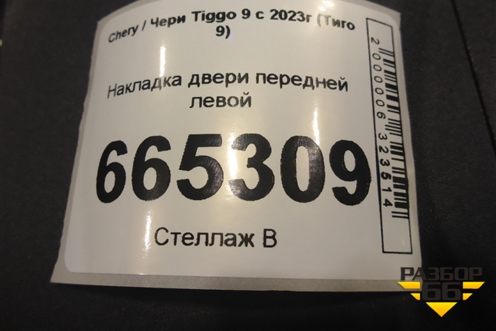 Chery / Чери Tiggo 9 с 2023г (Тиго
9)
Накладка двери передней
левой
665309
Стеллаж В
2000006323514
РАЗБОР
66